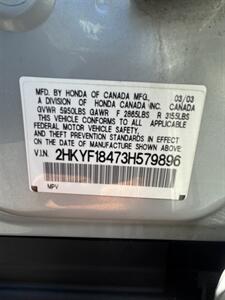 MFD. BY HONDA OF CANADA MFG. 03/03
A DIVISION OF HONDA CANADA INC. CANADA
GVWR 5950LBS GAWR F 2865LBS R 3155LBS
THIS VEHICLE CONFORMS TO ALL APPLICABLE
FEDERAL MOTOR VEHICLE SAFETY
AND THEFT PREVENTION STANDARDS IN EFFECT
ON THE DATE OF MANUFACTURE SHOWN ABOVE.
V.I.N. 2HKYF18473H579896
MPV